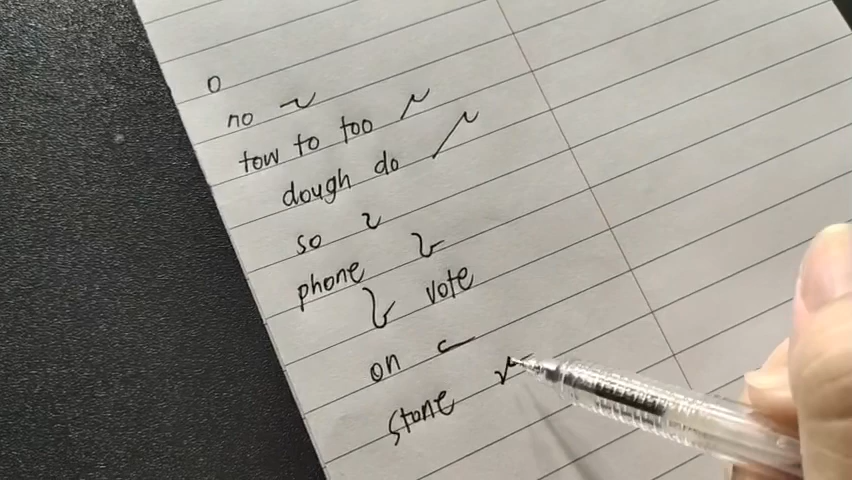 o
no
tow to too
dough do
so
phone
vote
on
stone